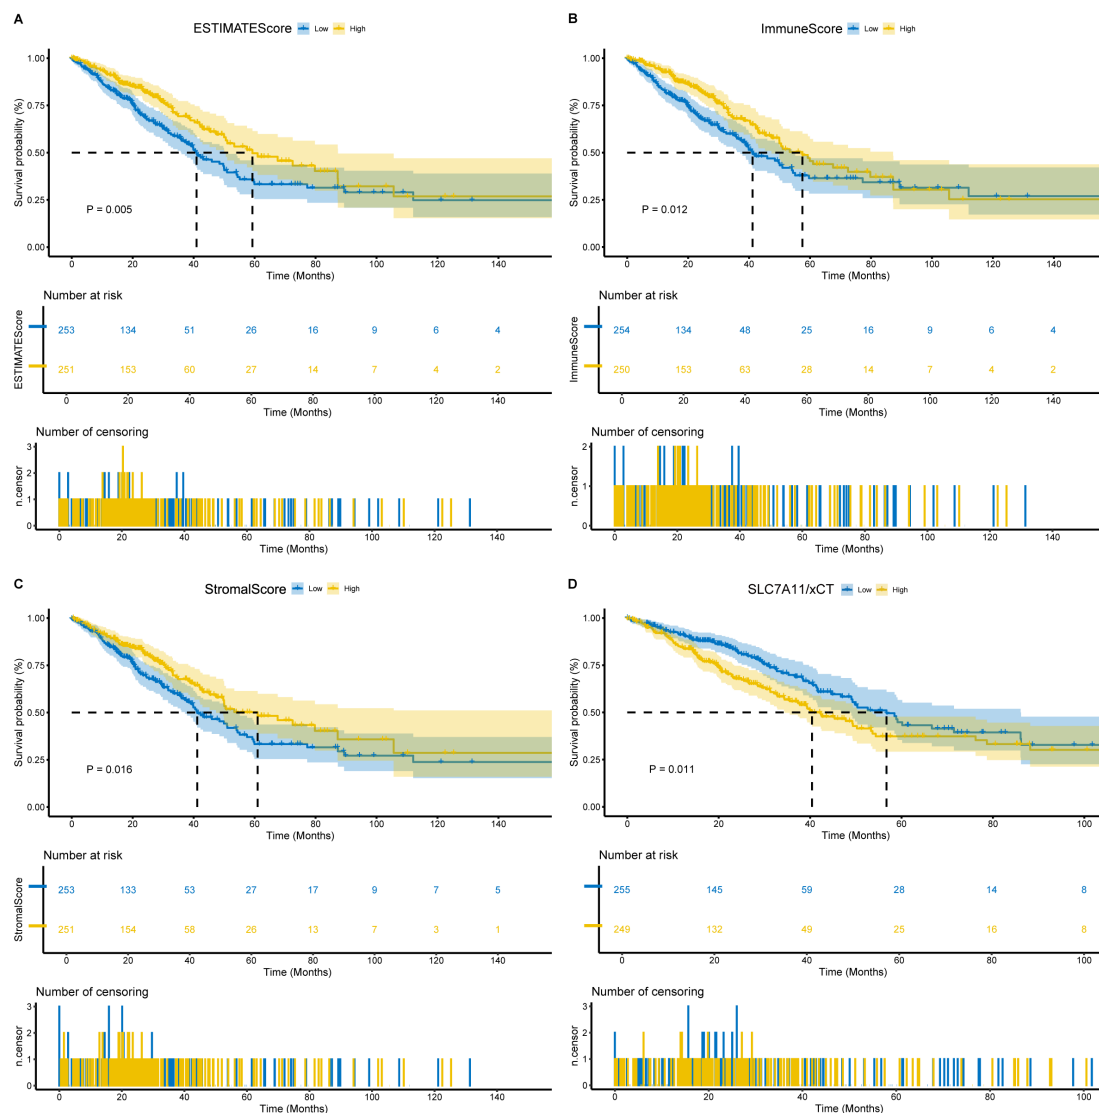 A
ESTIMATEScore Low High
Survival probability (%)
1.00
0.75
0.50
0.25
0.00
P = 0.005
0 20 40 60 80 100 120 140
Time (Months)
Number at risk
ESTIMATEScore
253 134 51 26 16 9 6 4
251 153 60 27 14 7 4 2
0 20 40 60 80 100 120 140
Time (Months)
Number of censoring
n.censor
3
2
1
0
0 20 40 60 80 100 120 140
Time (Months)
B
ImmuneScore Low High
Survival probability (%)
1.00
0.75
0.50
0.25
0.00
P = 0.012
0 20 40 60 80 100 120 140
Time (Months)
Number at risk
ImmuneScore
254 134 48 25 16 9 6 4
250 153 63 28 14 7 4 2
0 20 40 60 80 100 120 140
Time (Months)
Number of censoring
n.censor
2
1
0
0 20 40 60 80 100 120 140
Time (Months)
C
StromalScore Low High
Survival probability (%)
1.00
0.75
0.50
0.25
0.00
P = 0.016
0 20 40 60 80 100 120 140
Time (Months)
Number at risk
StromalScore
253 133 53 27 17 9 7 5
251 154 58 26 13 7 3 1
0 20 40 60 80 100 120 140
Time (Months)
Number of censoring
n.censor
3
2
1
0
0 20 40 60 80 100 120 140
Time (Months)
D
SLC7A11/xCT Low High
Survival probability (%)
1.00
0.75
0.50
0.25
0.00
P = 0.011
0 20 40 60 80 100
Time (Months)
Number at risk
255 145 59 28 14 8
249 132 49 25 16 8
0 20 40 60 80 100
Time (Months)
Number of censoring
n.censor
3
2
1
0
0 20 40 60 80 100
Time (Months)